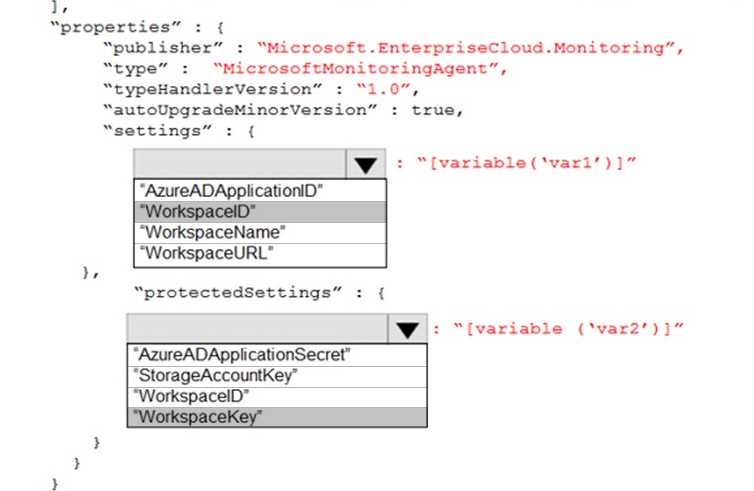 ],
“properties” : {
“publisher” : “Microsoft.EnterpriseCloud.Monitoring”,
“type” : “MicrosoftMonitoringAgent”,
“typeHandlerVersion” : “1.0”,
“autoUpgradeMinorVersion” : true,
“settings” : {
: “[variable(‘var1’)]”
“AzureADApplicationID”
“WorkspaceID”
“WorkspaceName”
“WorkspaceURL”
},
“protectedSettings” : {
: “[variable (‘var2’)]”
“AzureADApplicationSecret”
“StorageAccountKey”
“WorkspaceID”
“WorkspaceKey”
}
}
}